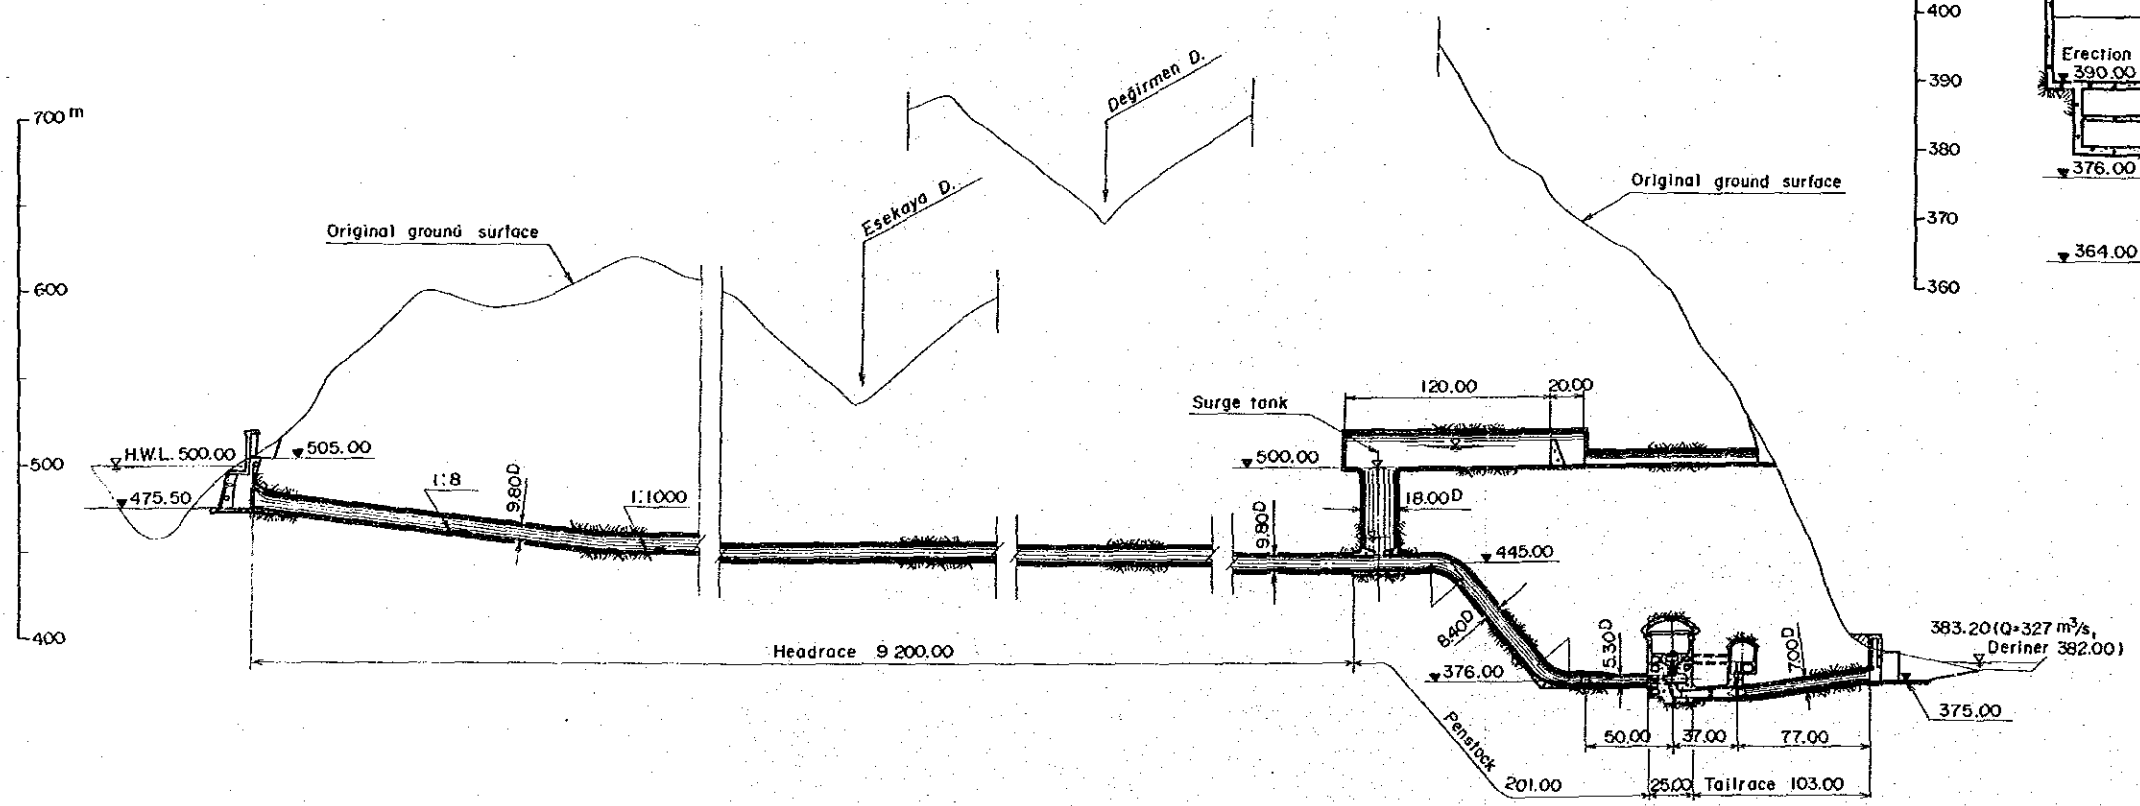 400
Erection
390.00
390
380
376.00
370
364.00
360
700 m
600
500
400
Değirmen D.
Esekaya D.
Original ground surface
Original ground surface
H.W.L. 500.00
505.00
475.50
1:8
9.80D
1:1000
Surge tank
120.00
20.00
500.00
18.00D
9.80D
445.00
8.40D
376.00
5.30D
7.00D
383.20 (Q=327 m³/s,
Deriner 382.00)
375.00
Headrace 9 200.00
Penstock 201.00
50.00
37.00
77.00
25.00
Tailrace 103.00